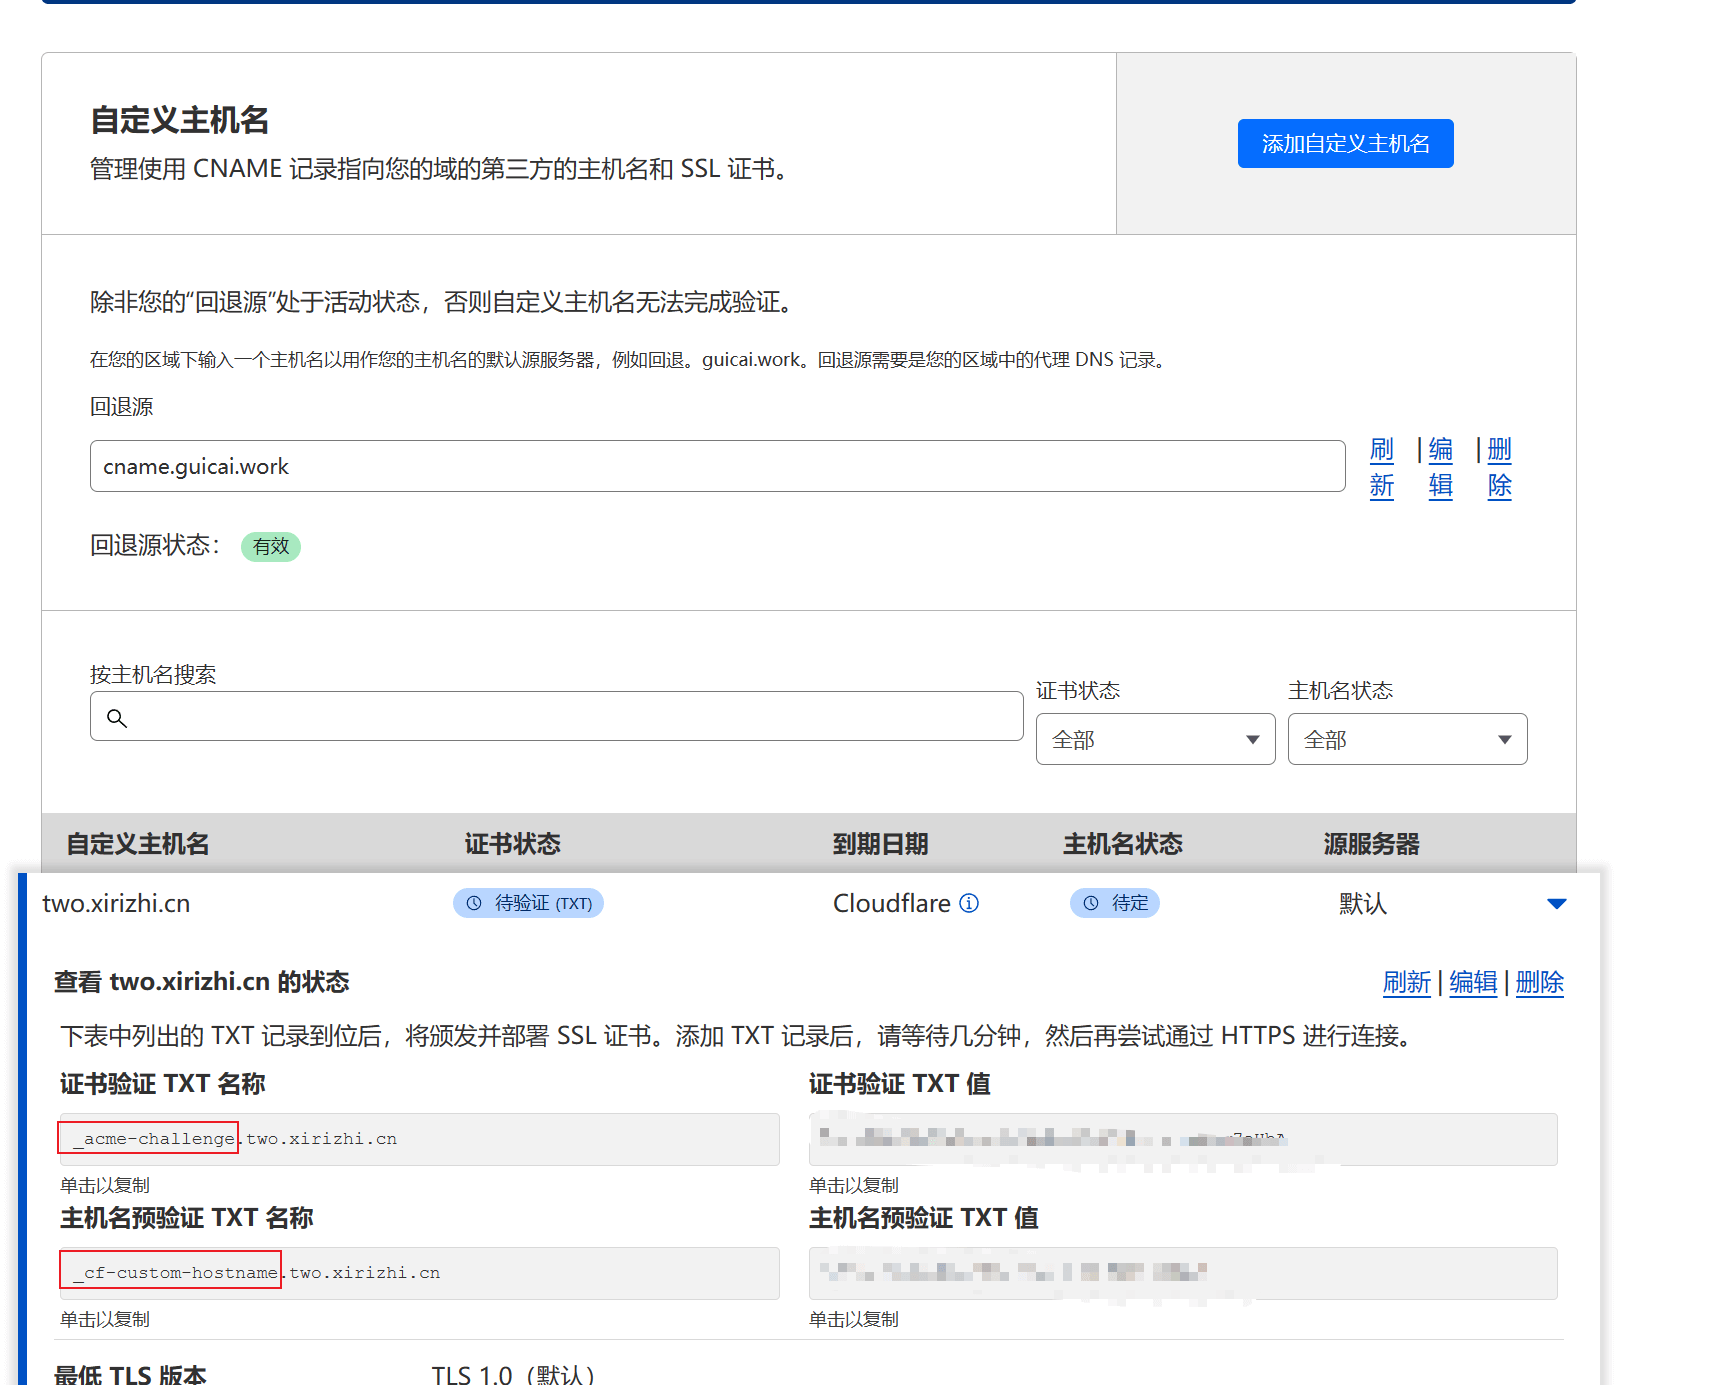 自定义主机名
管理使用 CNAME 记录指向您的域的第三方的主机名和 SSL 证书。
添加自定义主机名
除非您的“回退源”处于活动状态，否则自定义主机名无法完成验证。
在您的区域下输入一个主机名以用作您的主机名的默认源服务器，例如回退。guicai.work。回退源需要是您的区域中的代理 DNS 记录。
回退源
cname.guicai.work
刷新 | 编辑 | 删除
回退源状态： 有效
按主机名搜索
证书状态 主机名状态
全部 全部
自定义主机名 证书状态 到期日期 主机名状态 源服务器
two.xirizhi.cn 待验证 (TXT) Cloudflare 待定 默认
查看 two.xirizhi.cn 的状态 刷新 | 编辑 | 删除
下表中列出的 TXT 记录到位后，将颁发并部署 SSL 证书。添加 TXT 记录后，请等待几分钟，然后再尝试通过 HTTPS 进行连接。
证书验证 TXT 名称 证书验证 TXT 值
_acme-challenge.two.xirizhi.cn
单击以复制 单击以复制
主机名预验证 TXT 名称 主机名预验证 TXT 值
_cf-custom-hostname.two.xirizhi.cn
单击以复制 单击以复制
最低 TLS 版本 TLS 1.0（默认）